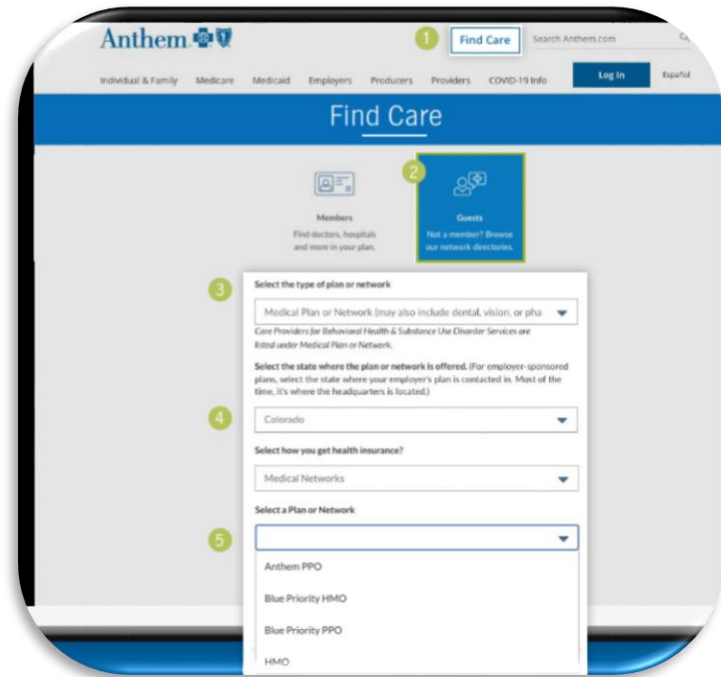 Anthem
1
Find Care
Search Anthem.com
Individual & Family Medicare Medicaid Employers Producers Providers COVID-19 Info Log In Español
Find Care
Members
Find doctors, hospitals
and more in your plan.
2
Guests
Not a member? Browse
our network directories.
3
Select the type of plan or network
Medical Plan or Network (may also include dental, vision, or pha
Care Providers for Behavioral Health & Substance Use Disorder Services are
listed under Medical Plan or Network.
Select the state where the plan or network is offered. (For employer-sponsored
plans, select the state where your employer's plan is contacted in. Most of the
time, it's where the headquarters is located.)
4
Colorado
Select how you get health insurance?
Medical Networks
Select a Plan or Network
5
Anthem PPO
Blue Priority HMO
Blue Priority PPO
HMO